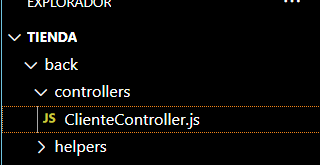 EXPLORADOR
TIENDA
back
controllers
JS ClienteController.js
helpers